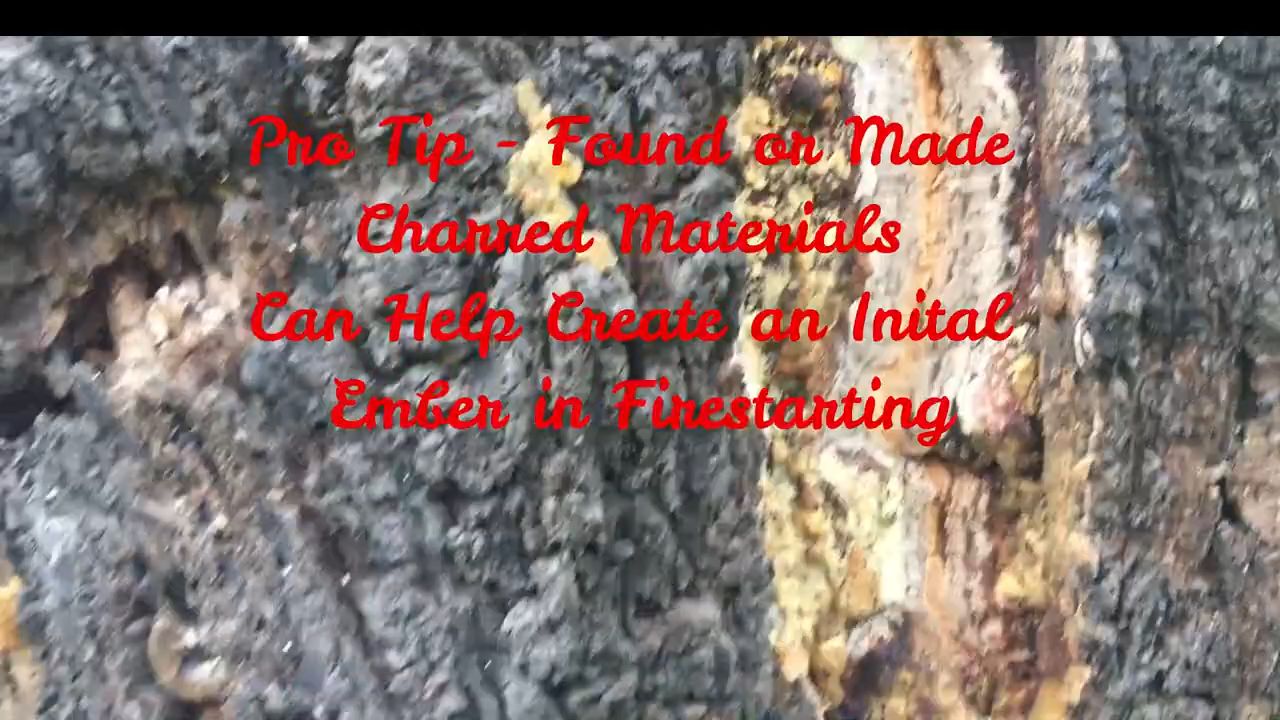 Pro Tip - Found or Made
Charred Materials
Can Help Create an Inital
Ember in Firestarting